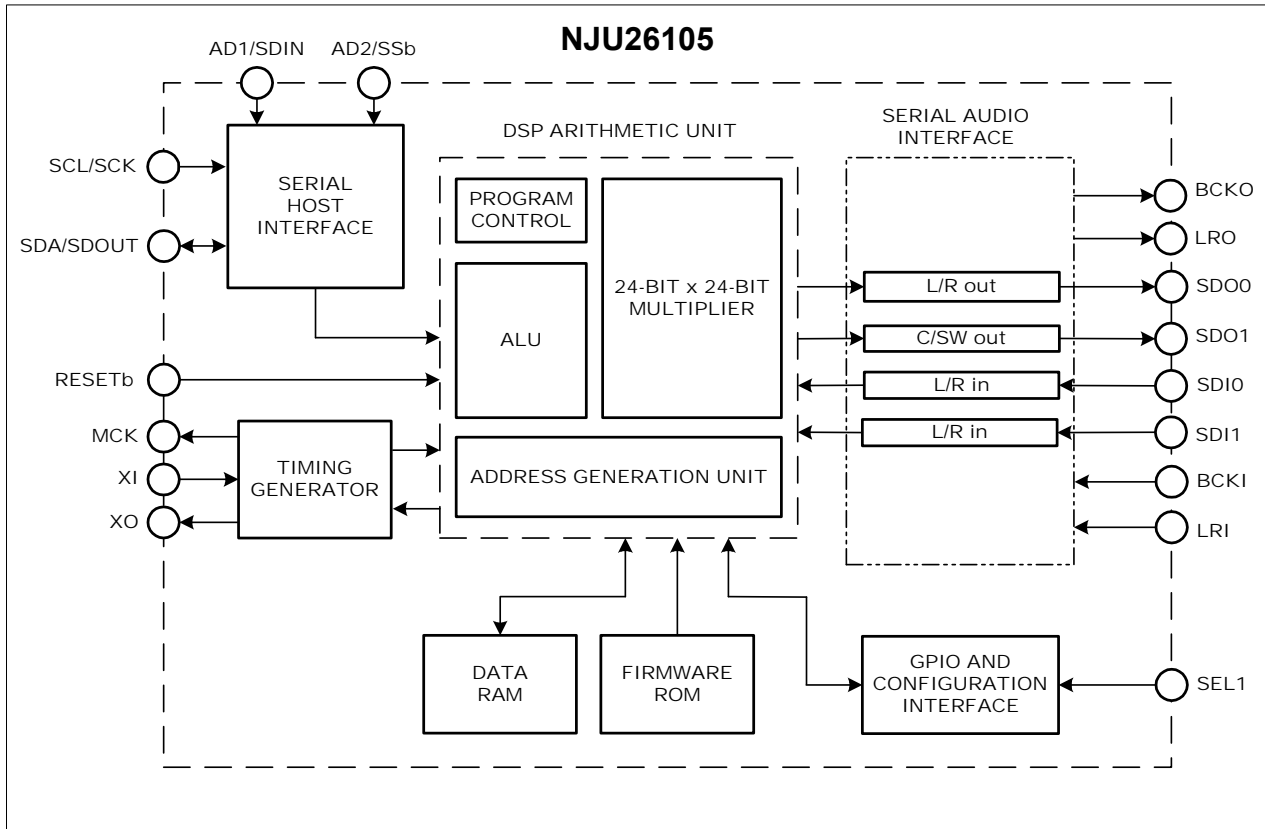 NJU26105
AD1/SDIN
AD2/SSb
SCL/SCK
SDA/SDOUT
SERIAL
HOST
INTERFACE
DSP ARITHMETIC UNIT
PROGRAM
CONTROL
ALU
24-BIT x 24-BIT
MULTIPLIER
ADDRESS GENERATION UNIT
SERIAL AUDIO
INTERFACE
L/R out
C/SW out
L/R in
L/R in
BCKO
LRO
SDO0
SDO1
SDI0
SDI1
BCKI
LRI
RESETb
MCK
XI
XO
TIMING
GENERATOR
DATA
RAM
FIRMWARE
ROM
GPIO AND
CONFIGURATION
INTERFACE
SEL1